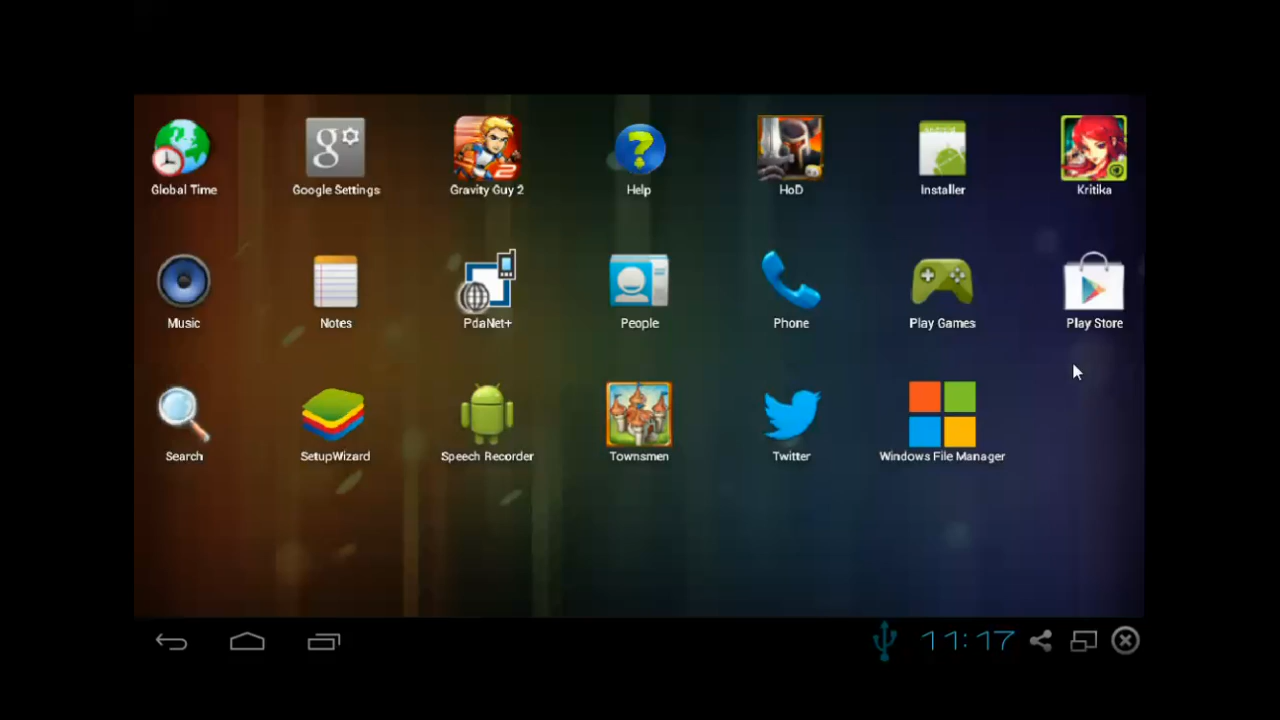 Global Time
Google Settings
Gravity Guy 2
Help
HoD
Installer
Kritika
Music
Notes
PdaNet+
People
Phone
Play Games
Play Store
Search
SetupWizard
Speech Recorder
Townsmen
Twitter
Windows File Manager
11:17